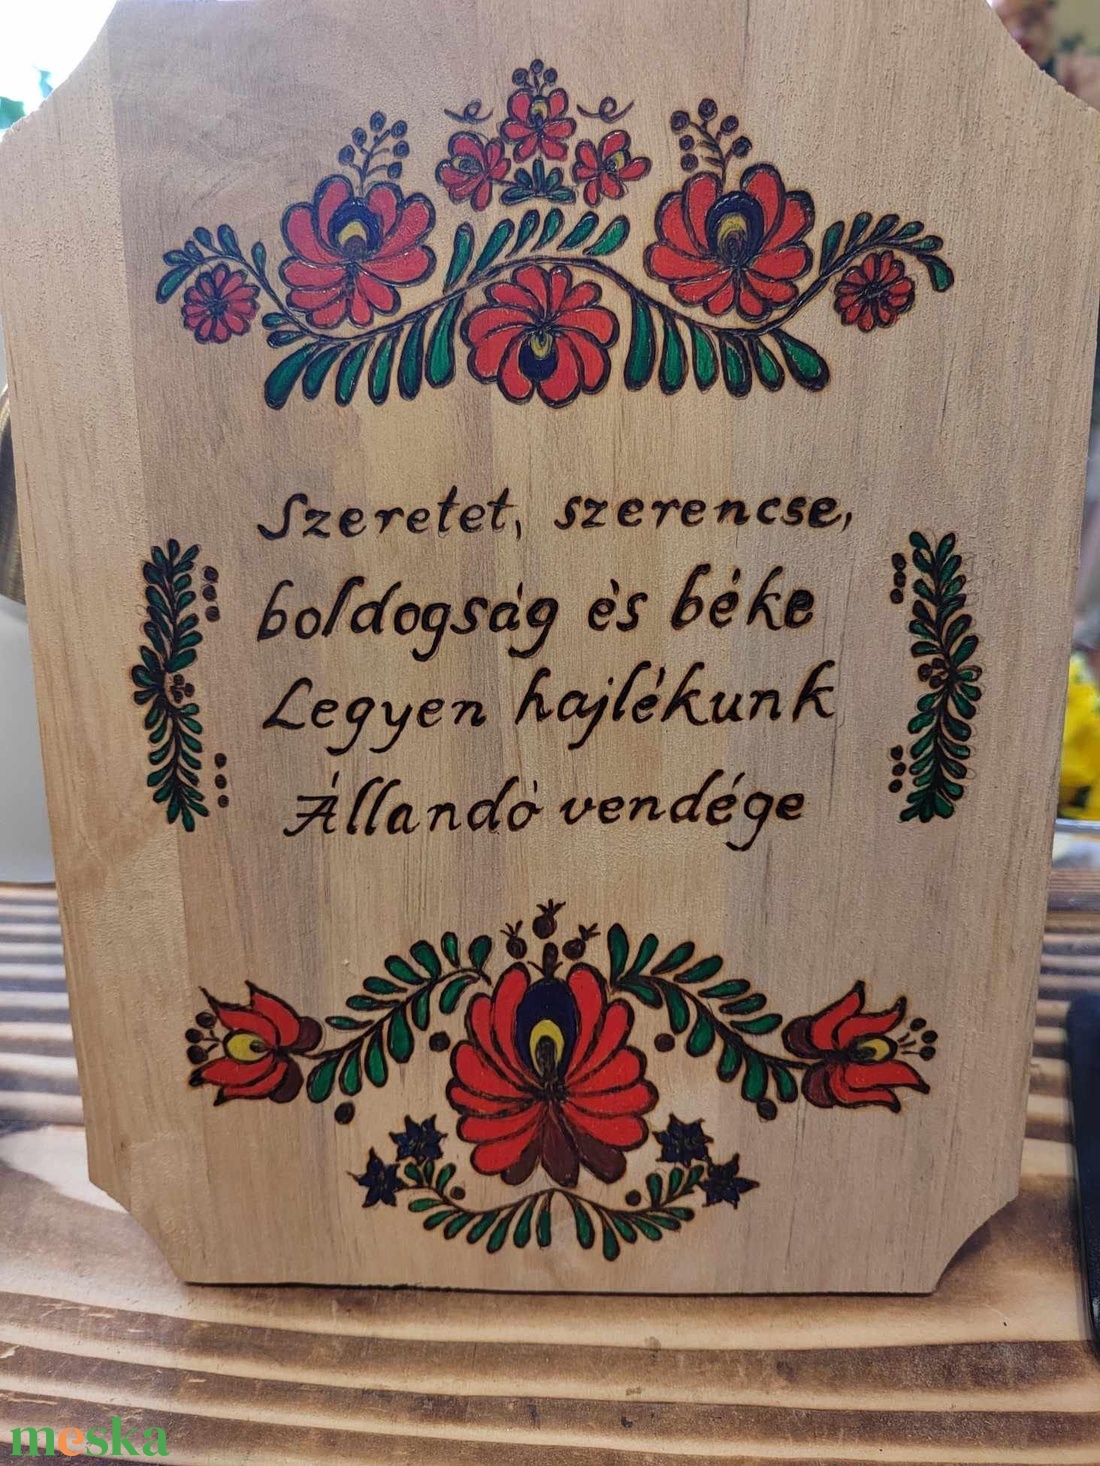 Szeretet, szerencse,
boldogság és béke
Legyen hajlékunk
Állandó vendége
meska